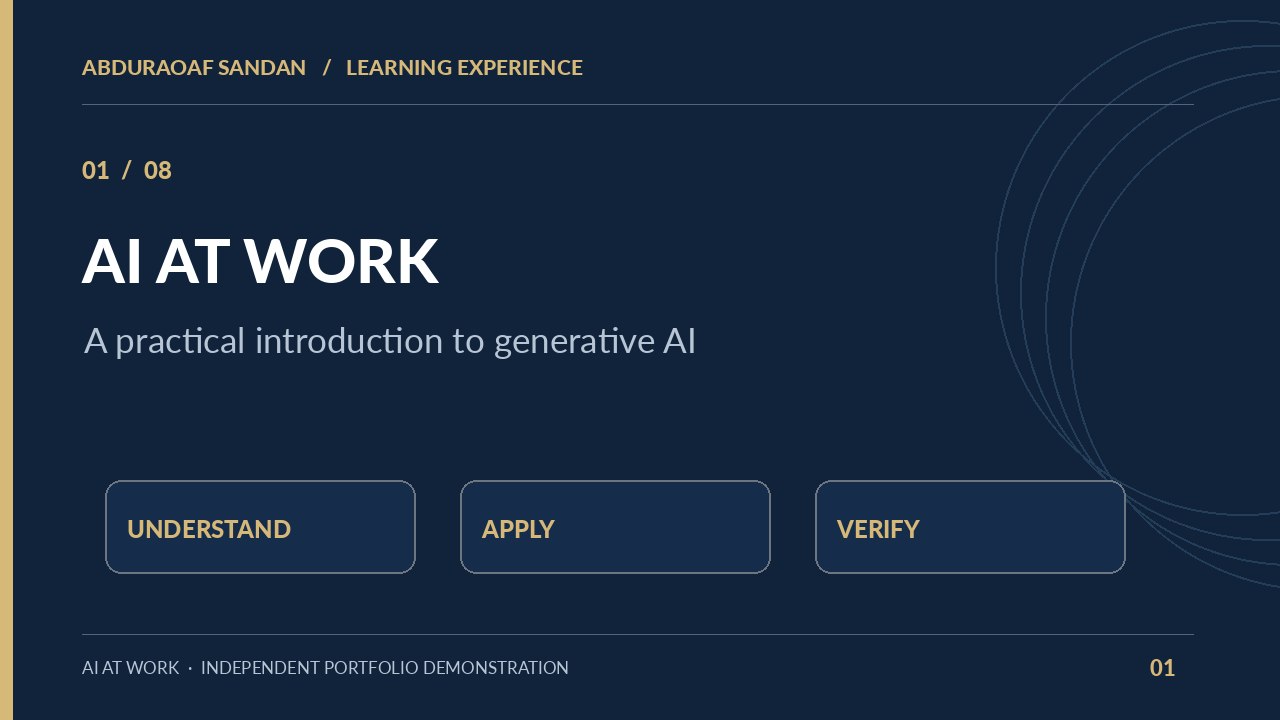 ABDURAOAF SANDAN / LEARNING EXPERIENCE
01 / 08
AI AT WORK
A practical introduction to generative AI
UNDERSTAND
APPLY
VERIFY
AI AT WORK · INDEPENDENT PORTFOLIO DEMONSTRATION
01